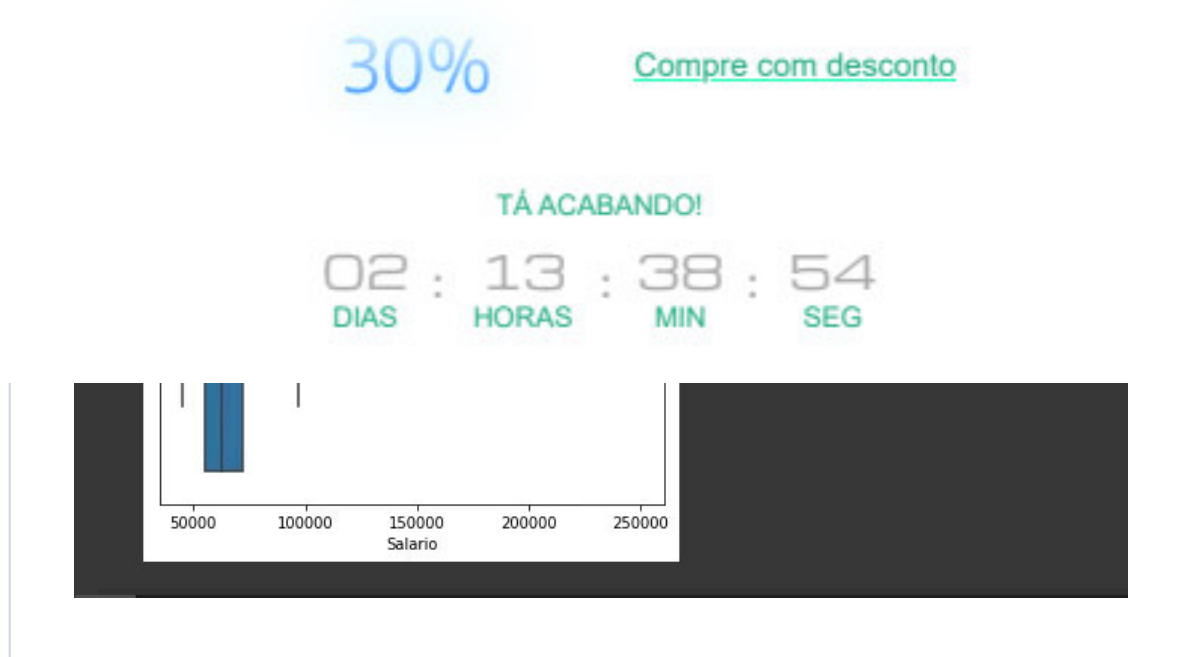 30% Compre com desconto
TÁ ACABANDO!
02 : 13 : 38 : 54
DIAS HORAS MIN SEG
50000 100000 150000 200000 250000
Salario